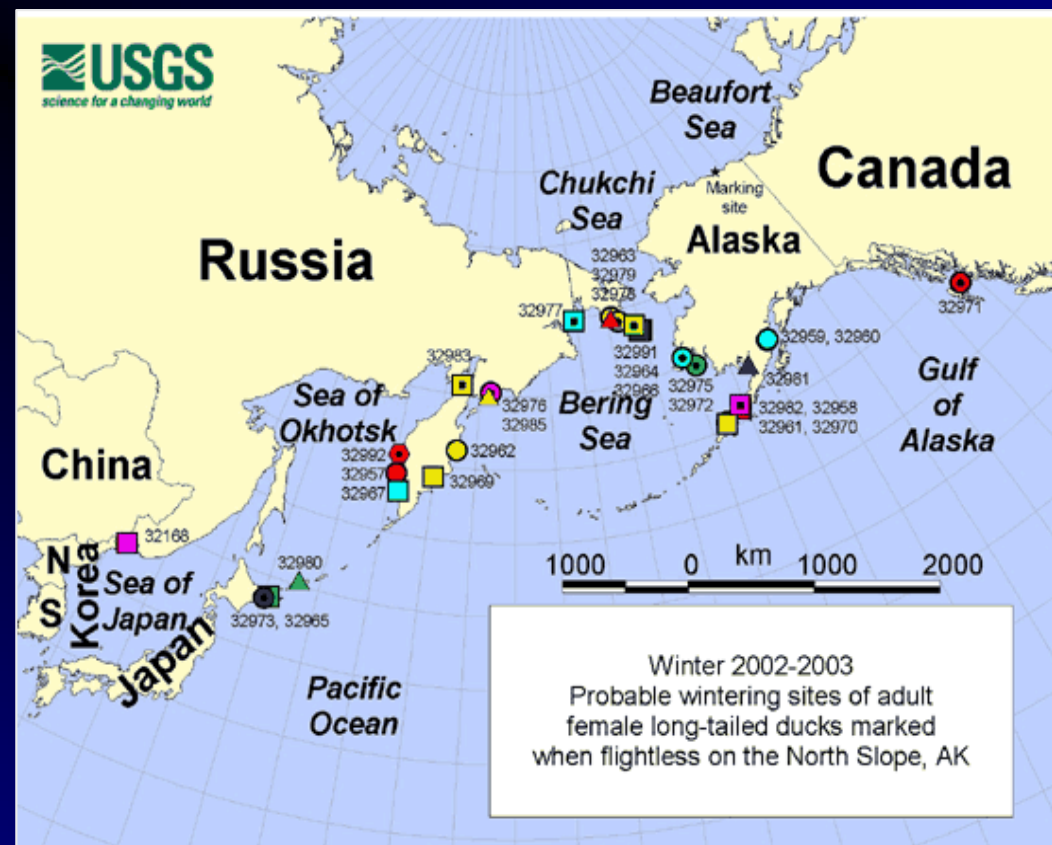 USGS
science for a changing world
Beaufort
Sea
Canada
Chukchi
Sea
Marking
site
Alaska
Russia
32963
32979
32978
32971
32977
32959, 32960
32991
32964
32966
32983
32975
32972
32981
Gulf
of
Alaska
Sea of
Okhotsk
32976
32985
Bering
Sea
32982, 32958
32961, 32970
32992
32957
32967
32962
32969
China
32168
N
S
Korea
Sea of
Japan
32980
32973, 32965
Japan
Pacific
Ocean
km
1000 0 1000 2000
Winter 2002-2003
Probable wintering sites of adult
female long-tailed ducks marked
when flightless on the North Slope, AK